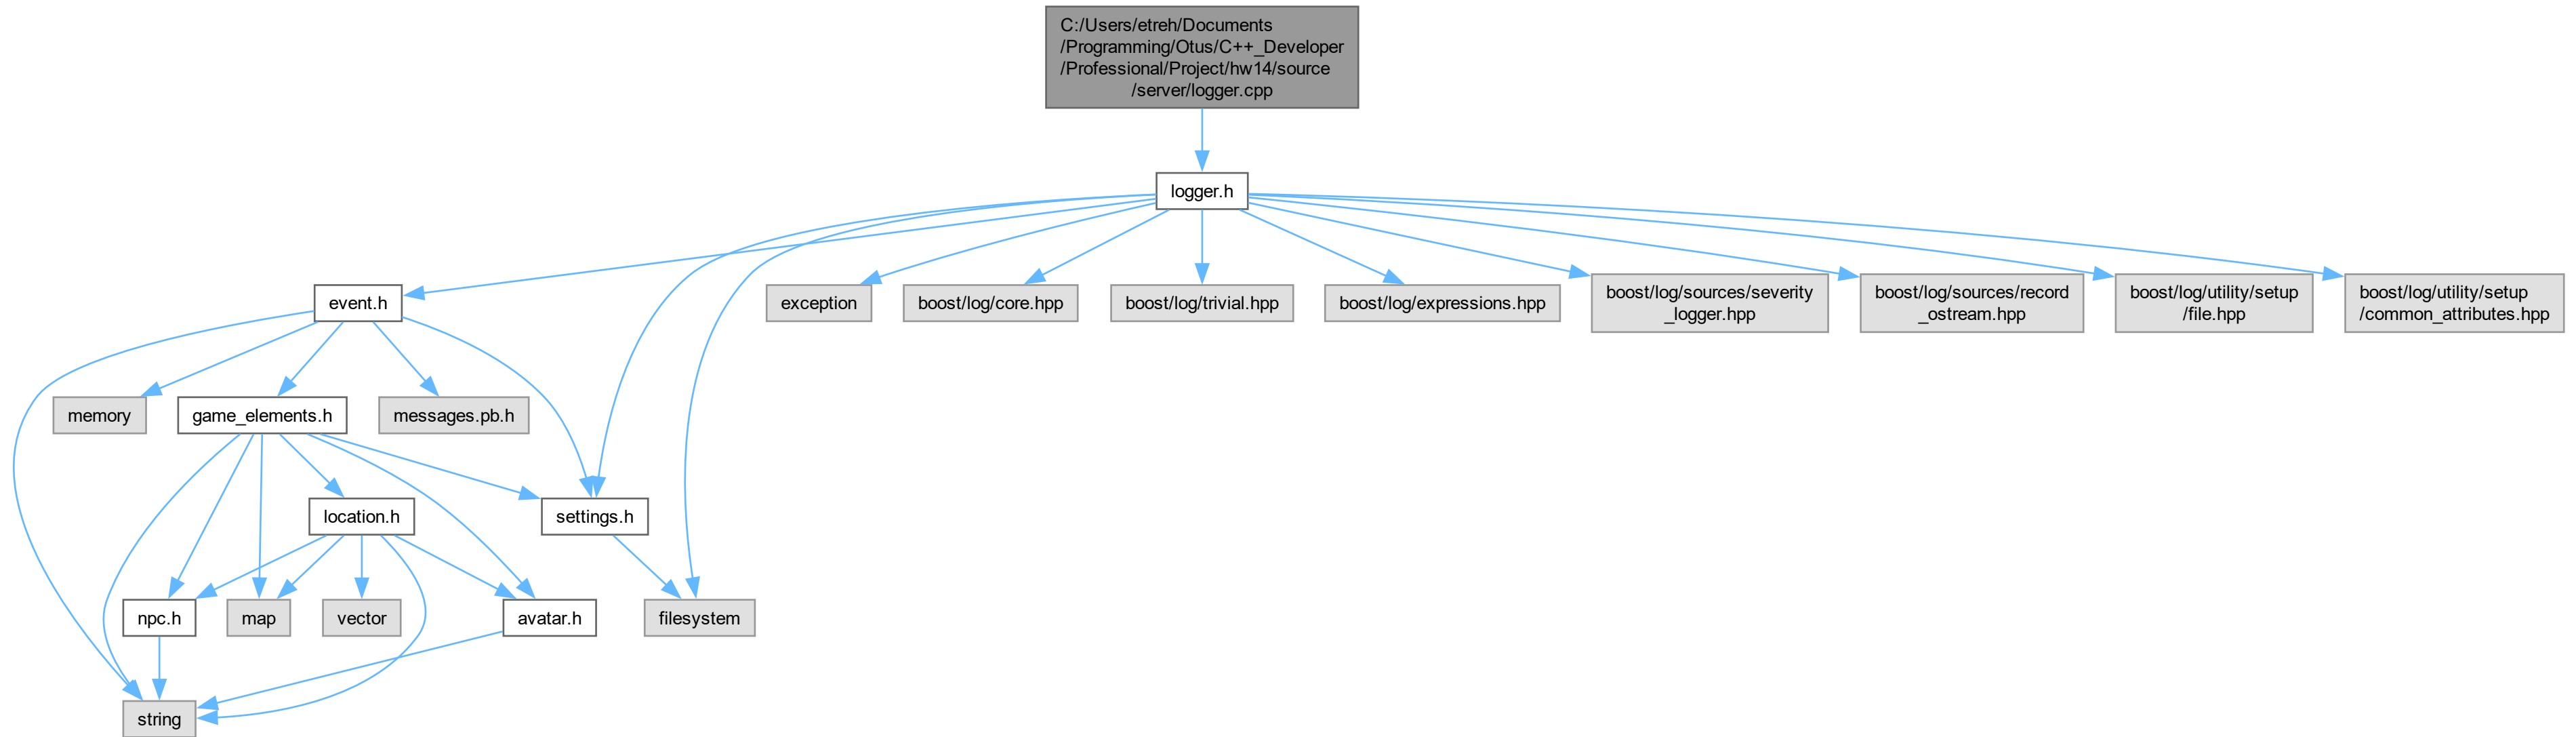 C:/Users/etreh/Documents
/Programming/Otus/C++_Developer
/Professional/Project/hw14/source
/server/logger.cpp
logger.h
event.h
exception
boost/log/core.hpp
boost/log/trivial.hpp
boost/log/expressions.hpp
boost/log/sources/severity
_logger.hpp
boost/log/sources/record
_ostream.hpp
boost/log/utility/setup
/file.hpp
boost/log/utility/setup
/common_attributes.hpp
memory
game_elements.h
messages.pb.h
location.h
settings.h
npc.h
map
vector
avatar.h
filesystem
string